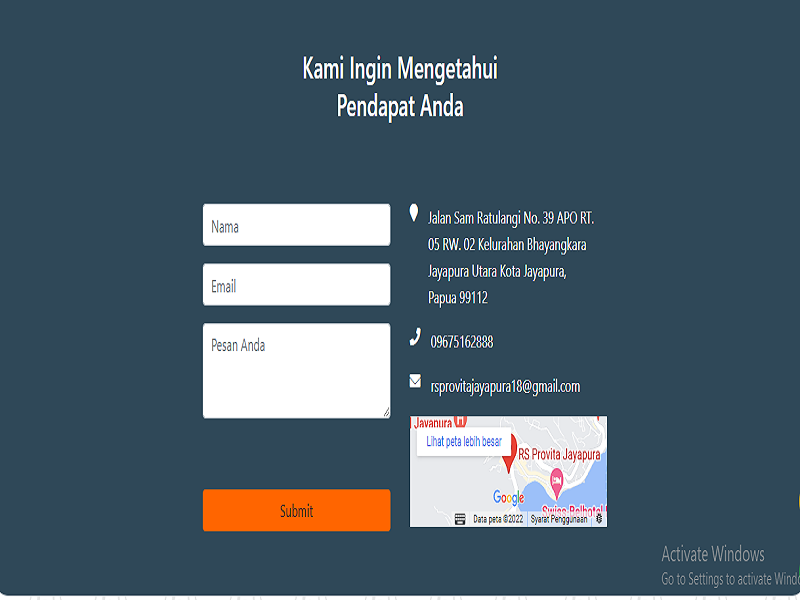 Kami Ingin Mengetahui
Pendapat Anda
Nama
Email
Pesan Anda
Submit
Jalan Sam Ratulangi No. 39 APO RT.
05 RW. 02 Kelurahan Bhayangkara
Jayapura Utara Kota Jayapura,
Papua 99112
09675162888
rsprovitajayapura18@gmail.com
Jayapura
Lihat peta lebih besar
RS Provita Jayapura
Google
Swiss-Belhotel
Data peta ©2022 Syarat Penggunaan
Activate Windows
Go to Settings to activate Windo